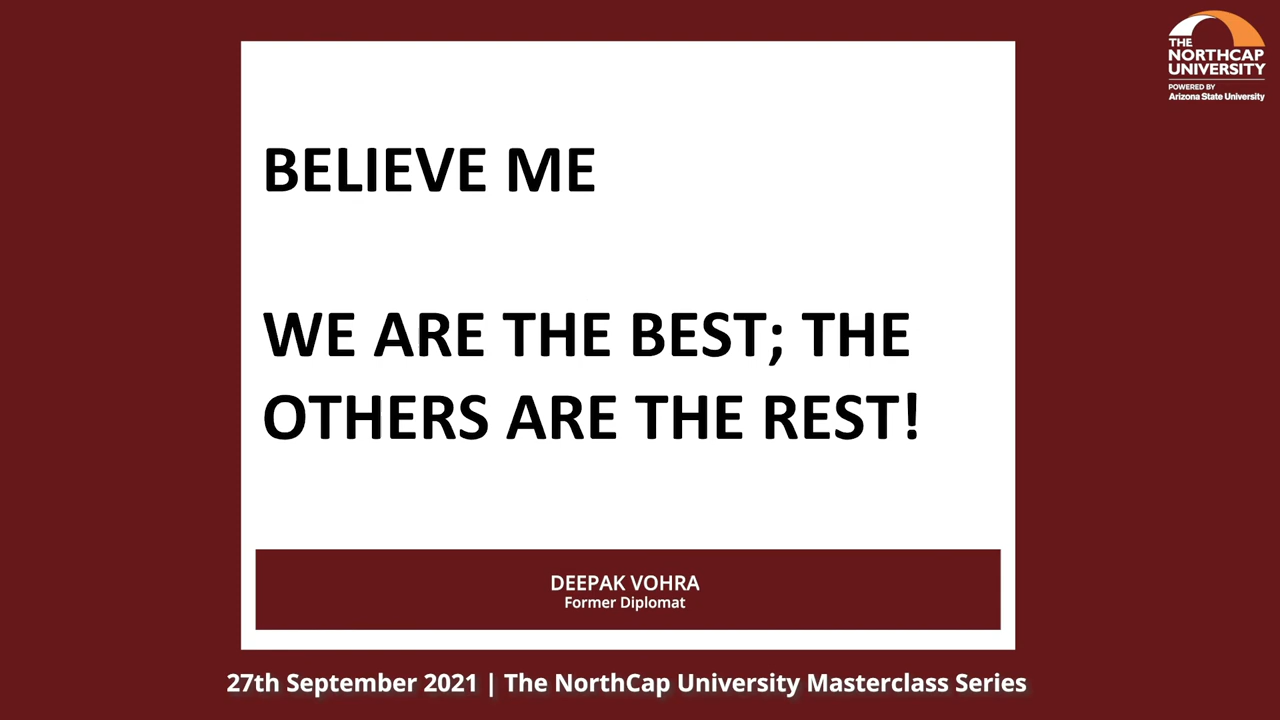 THE
NORTHCAP
UNIVERSITY
POWERED BY
Arizona State University
BELIEVE ME
WE ARE THE BEST; THE
OTHERS ARE THE REST!
DEEPAK VOHRA
Former Diplomat
27th September 2021 | The NorthCap University Masterclass Series